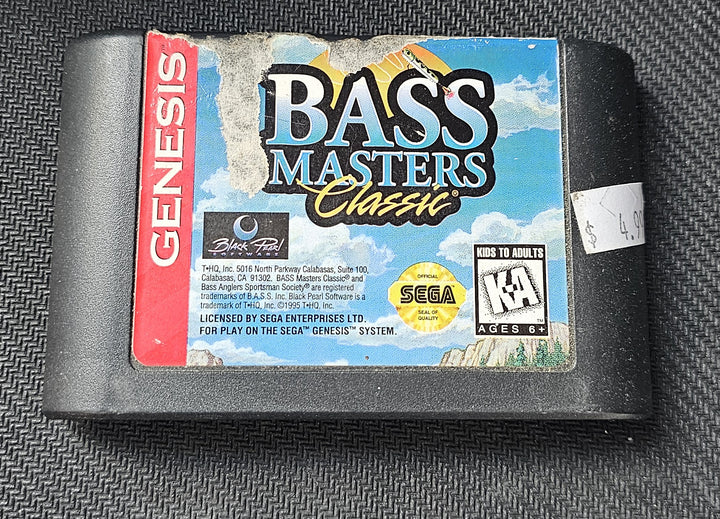 GENESIS
BASS
MASTERS
Classic®
Black Pearl
SOFTWARE
T•HQ, Inc. 5016 North Parkway Calabasas, Suite 100,
Calabasas, CA 91302. BASS Masters Classic® and
Bass Anglers Sportsman Society® are registered
trademarks of B.A.S.S. Inc. Black Pearl Software is a
trademark of T•HQ, Inc. ©1995 T•HQ, Inc.
LICENSED BY SEGA ENTERPRISES LTD.
FOR PLAY ON THE SEGA™ GENESIS™ SYSTEM.
OFFICIAL
SEGA
SEAL OF
QUALITY
KIDS TO ADULTS
K-A
AGES 6+
™
$ 4.99